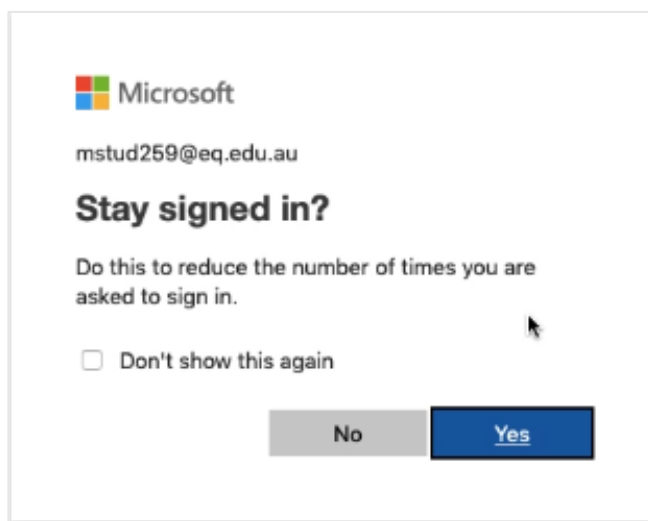 Microsoft
mstud259@eq.edu.au
Stay signed in?
Do this to reduce the number of times you are
asked to sign in.
Don't show this again
No
Yes